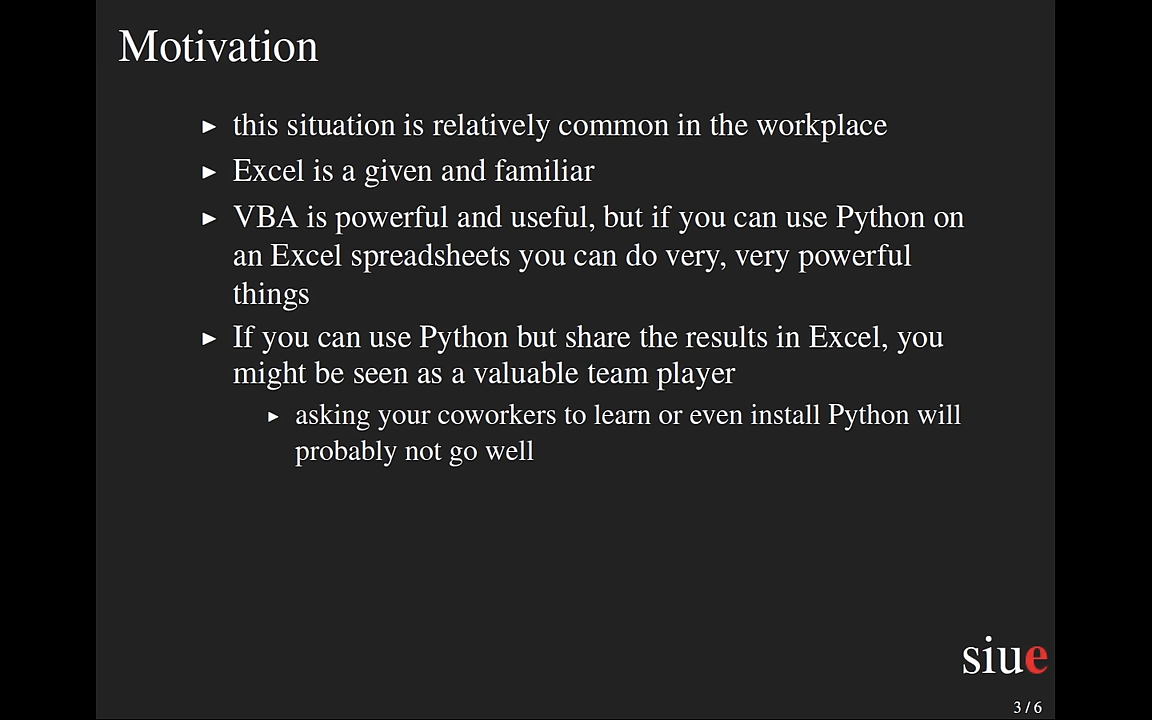 Motivation
▶ this situation is relatively common in the workplace
▶ Excel is a given and familiar
▶ VBA is powerful and useful, but if you can use Python on
an Excel spreadsheets you can do very, very powerful
things
▶ If you can use Python but share the results in Excel, you
might be seen as a valuable team player
▶ asking your coworkers to learn or even install Python will
probably not go well
siue
3 / 6